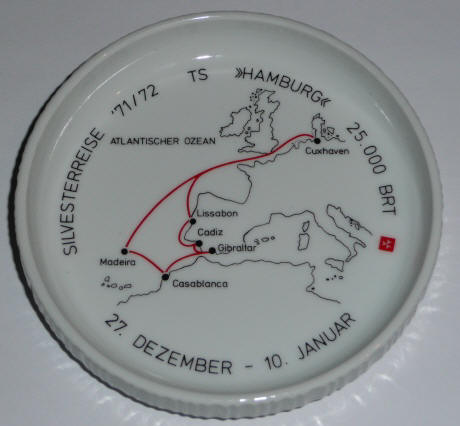 SILVESTERREISE '71/72 TS »HAMBURG« 25.000 BRT
ATLANTISCHER OZEAN
Cuxhaven
Lissabon
Cadiz
Gibraltar
Madeira
Casablanca
27. DEZEMBER - 10. JANUAR